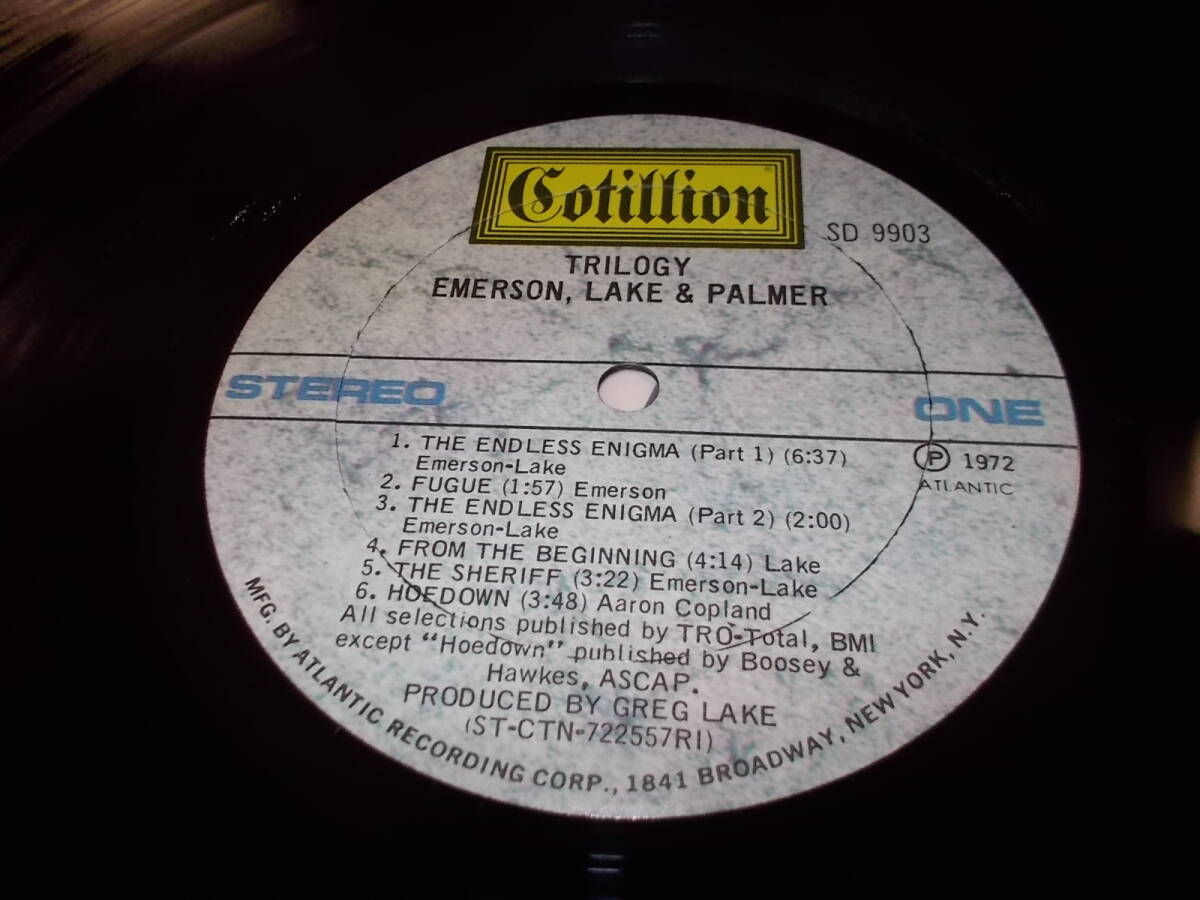 Cotillion
SD 9903
TRILOGY
EMERSON, LAKE & PALMER
STEREO
ONE
1. THE ENDLESS ENIGMA (Part 1) (6:37)
Emerson-Lake
2. FUGUE (1:57) Emerson
3. THE ENDLESS ENIGMA (Part 2) (2:00)
Emerson-Lake
4. FROM THE BEGINNING (4:14) Lake
5. THE SHERIFF (3:22) Emerson-Lake
6. HOEDOWN (3:48) Aaron Copland
℗ 1972
ATLANTIC
All selections published by TRO-Total, BMI
except "Hoedown" published by Boosey &
Hawkes, ASCAP.
PRODUCED BY GREG LAKE
(ST-CTN-722557RI)
MFG. BY ATLANTIC RECORDING CORP., 1841 BROADWAY, NEW YORK, N.Y.